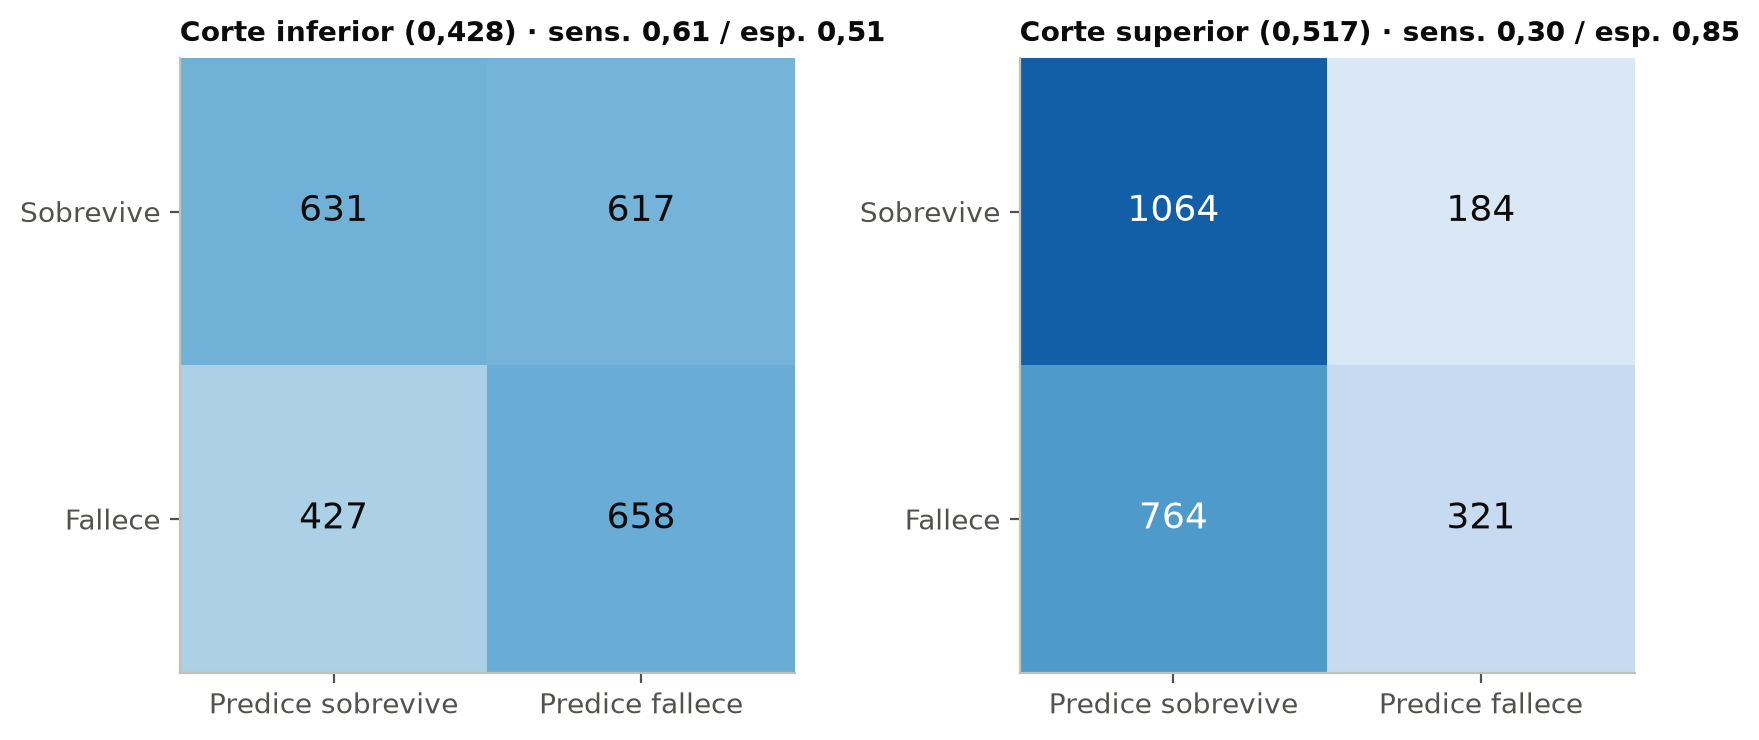 Corte inferior (0,428) · sens. 0,61 / esp. 0,51
Sobrevive
631
617
Fallece
427
658
Predice sobrevive
Predice fallece
Corte superior (0,517) · sens. 0,30 / esp. 0,85
Sobrevive
1064
184
Fallece
764
321
Predice sobrevive
Predice fallece